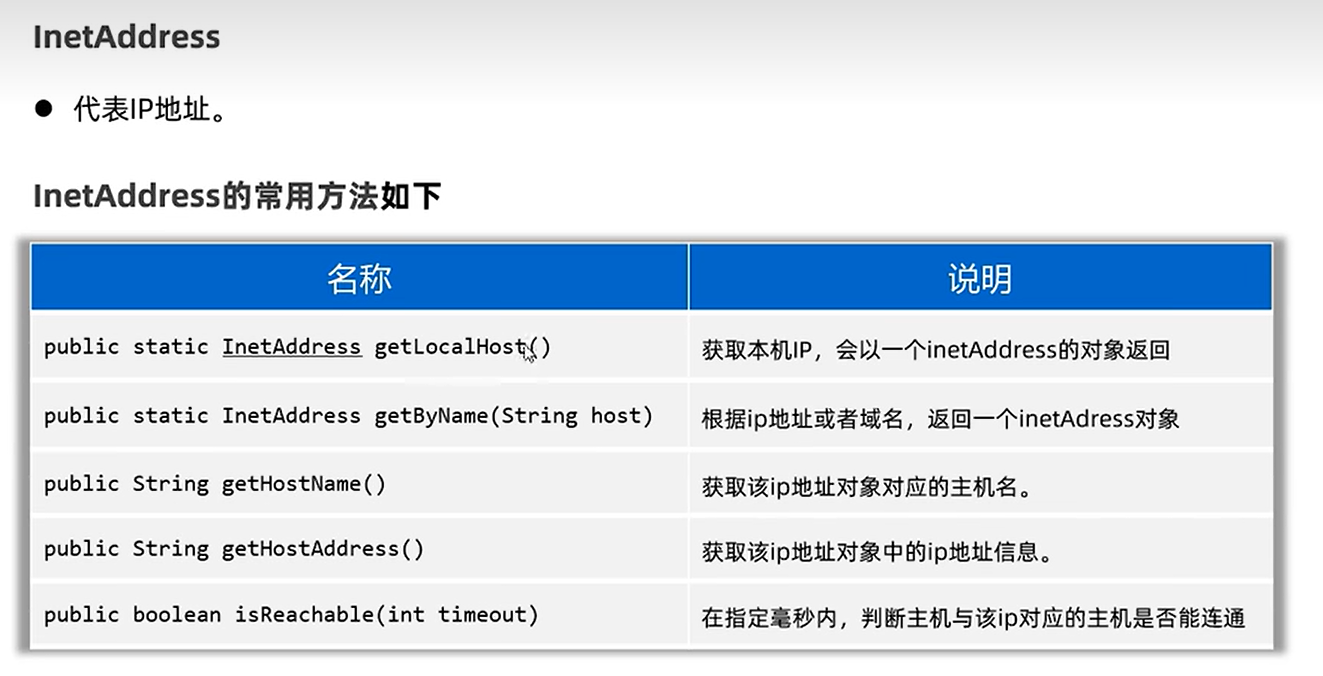 InetAddress
● 代表IP地址。
InetAddress的常用方法如下
名称 说明
public static InetAddress getLocalHost() 获取本机IP，会以一个inetAddress的对象返回
public static InetAddress getByName(String host) 根据ip地址或者域名，返回一个inetAdress对象
public String getHostName() 获取该ip地址对象对应的主机名。
public String getHostAddress() 获取该ip地址对象中的ip地址信息。
public boolean isReachable(int timeout) 在指定毫秒内，判断主机与该ip对应的主机是否能连通